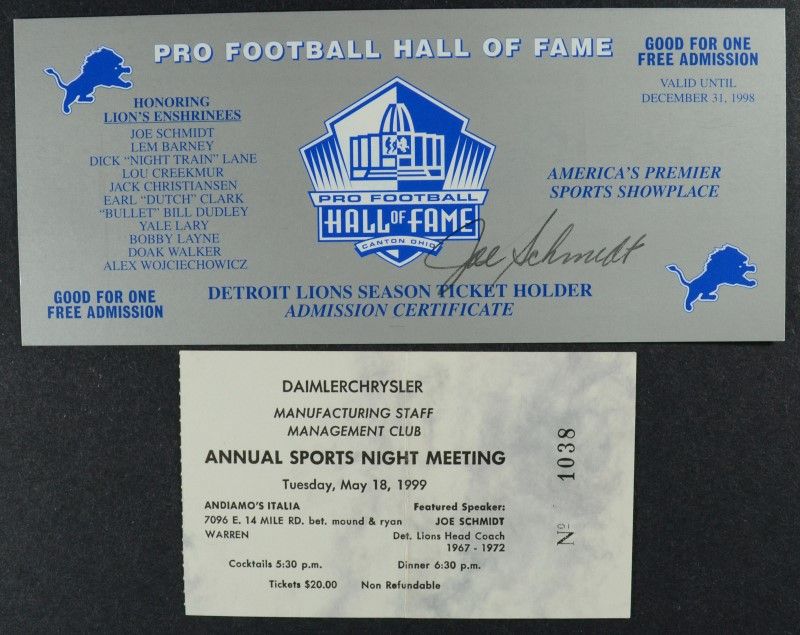 PRO FOOTBALL HALL OF FAME
GOOD FOR ONE
FREE ADMISSION
VALID UNTIL
DECEMBER 31, 1998
HONORING
LION'S ENSHRINEES
JOE SCHMIDT
LEM BARNEY
DICK "NIGHT TRAIN" LANE
LOU CREEKMUR
JACK CHRISTIANSEN
EARL "DUTCH" CLARK
"BULLET" BILL DUDLEY
YALE LARY
BOBBY LAYNE
DOAK WALKER
ALEX WOJCIECHOWICZ
PRO FOOTBALL
HALL OF FAME
CANTON OHIO
AMERICA'S PREMIER
SPORTS SHOWPLACE
Joe Schmidt
GOOD FOR ONE
FREE ADMISSION
DETROIT LIONS SEASON TICKET HOLDER
ADMISSION CERTIFICATE
DAIMLERCHRYSLER
MANUFACTURING STAFF
MANAGEMENT CLUB
ANNUAL SPORTS NIGHT MEETING
Tuesday, May 18, 1999
ANDIAMO'S ITALIA
7096 E. 14 MILE RD. bet. mound & ryan
WARREN
Featured Speaker:
JOE SCHMIDT
Det. Lions Head Coach
1967 - 1972
Cocktails 5:30 p.m. Dinner 6:30 p.m.
Tickets $20.00 Non Refundable
Nº 1038